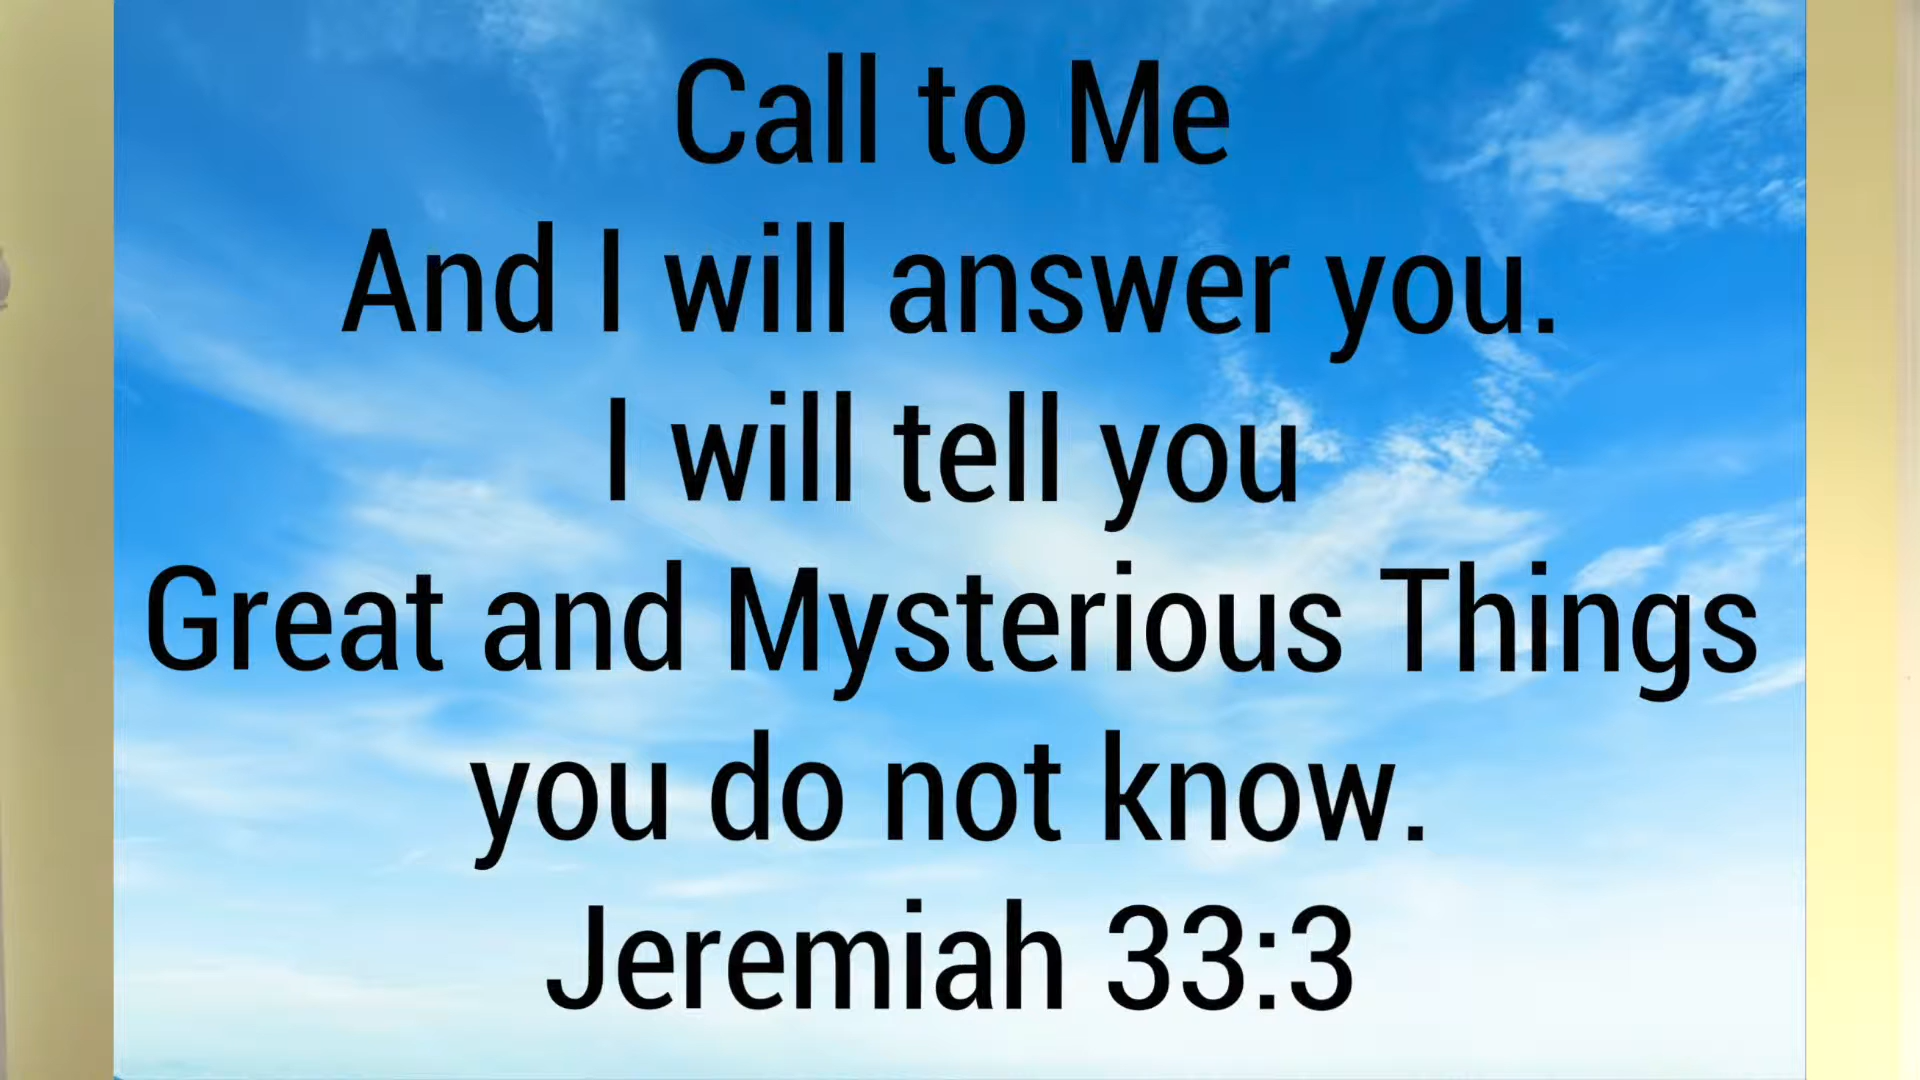 Call to Me
And I will answer you.
I will tell you
Great and Mysterious Things
you do not know.
Jeremiah 33:3